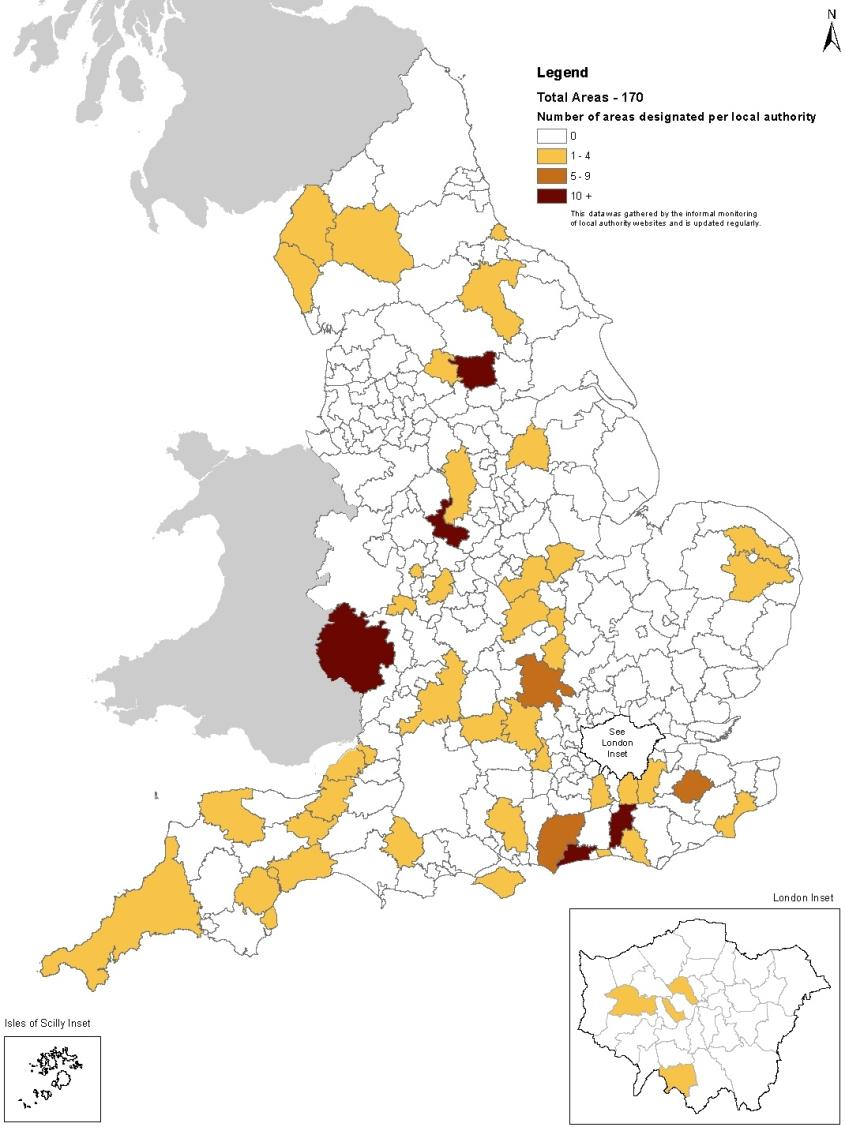 N
Legend
Total Areas - 170
Number of areas designated per local authority
0
1 - 4
5 - 9
10 +
This data was gathered by the informal monitoring
of local authority websites and is updated regularly.
See
London
Inset
London Inset
Isles of Scilly Inset